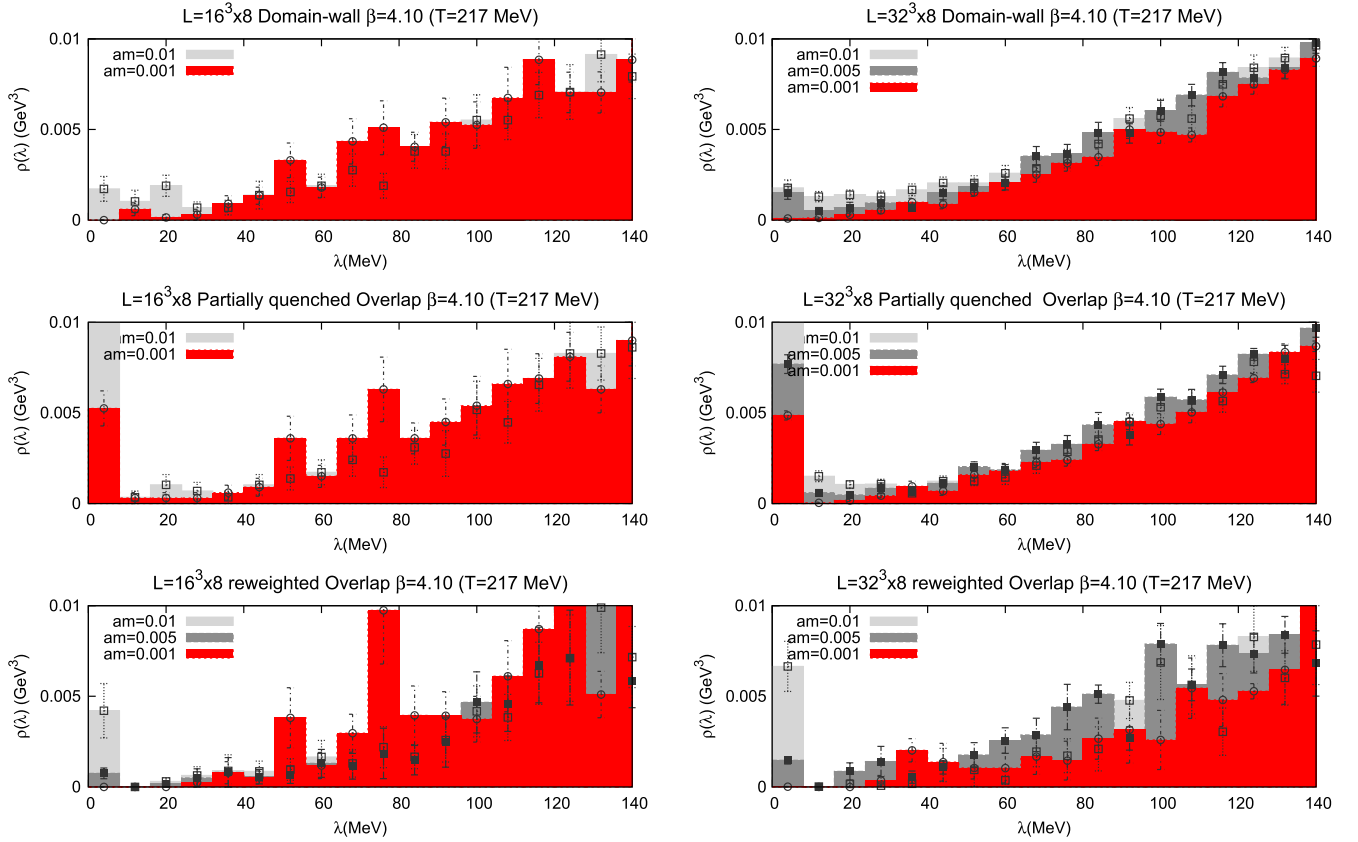 L=16³x8 Domain-wall β=4.10 (T=217 MeV)
0.01
0.005
0
ρ(λ) (GeV³)
am=0.01
am=0.001
0 20 40 60 80 100 120 140
λ(MeV)
L=32³x8 Domain-wall β=4.10 (T=217 MeV)
0.01
0.005
0
ρ(λ) (GeV³)
am=0.01
am=0.005
am=0.001
0 20 40 60 80 100 120 140
λ(MeV)
L=16³x8 Partially quenched Overlap β=4.10 (T=217 MeV)
0.01
0.005
0
ρ(λ) (GeV³)
am=0.01
am=0.001
0 20 40 60 80 100 120 140
λ(MeV)
L=32³x8 Partially quenched Overlap β=4.10 (T=217 MeV)
0.01
0.005
0
ρ(λ) (GeV³)
am=0.01
am=0.005
am=0.001
0 20 40 60 80 100 120 140
λ(MeV)
L=16³x8 reweighted Overlap β=4.10 (T=217 MeV)
0.01
0.005
0
ρ(λ) (GeV³)
am=0.01
am=0.005
am=0.001
0 20 40 60 80 100 120 140
λ(MeV)
L=32³x8 reweighted Overlap β=4.10 (T=217 MeV)
0.01
0.005
0
ρ(λ) (GeV³)
am=0.01
am=0.005
am=0.001
0 20 40 60 80 100 120 140
λ(MeV)